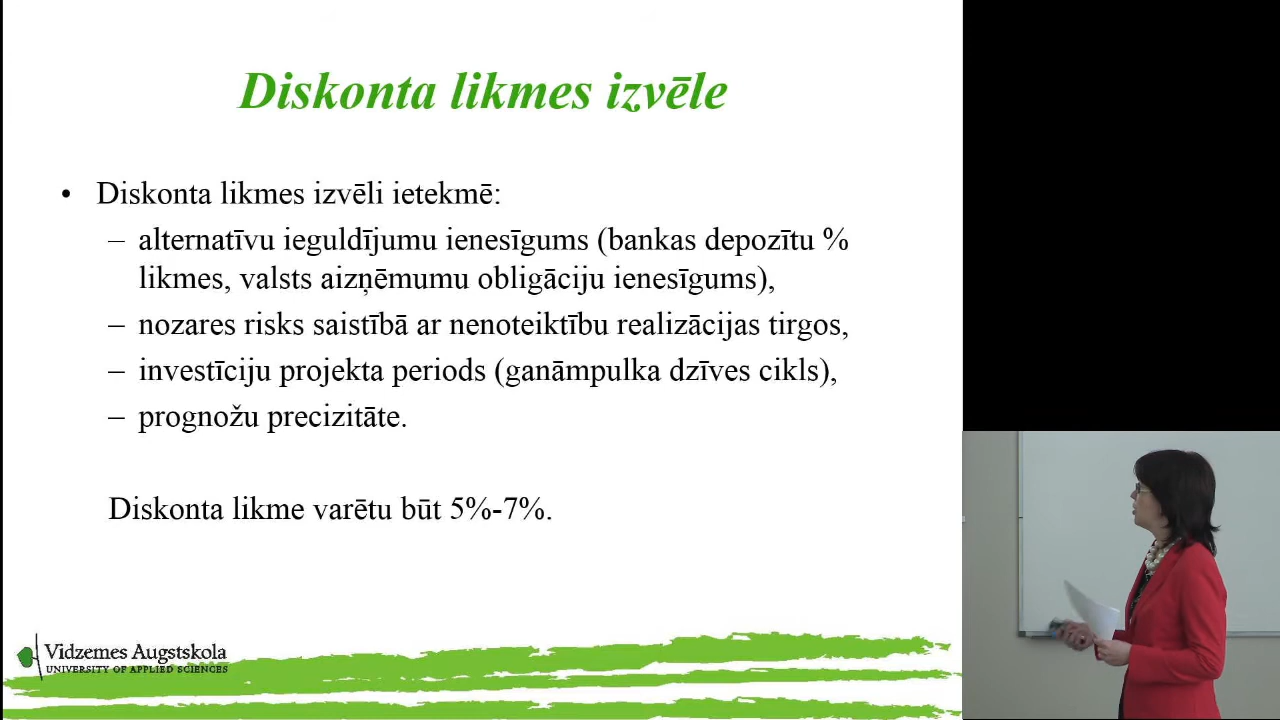 Diskonta likmes izvēle
• Diskonta likmes izvēli ietekmē:
– alternatīvu ieguldījumu ienesīgums (bankas depozītu %
likmes, valsts aizņēmumu obligāciju ienesīgums),
– nozares risks saistībā ar nenoteiktību realizācijas tirgos,
– investīciju projekta periods (ganāmpulka dzīves cikls),
– prognožu precizitāte.
Diskonta likme varētu būt 5%-7%.
Vidzemes Augstskola
UNIVERSITY OF APPLIED SCIENCES